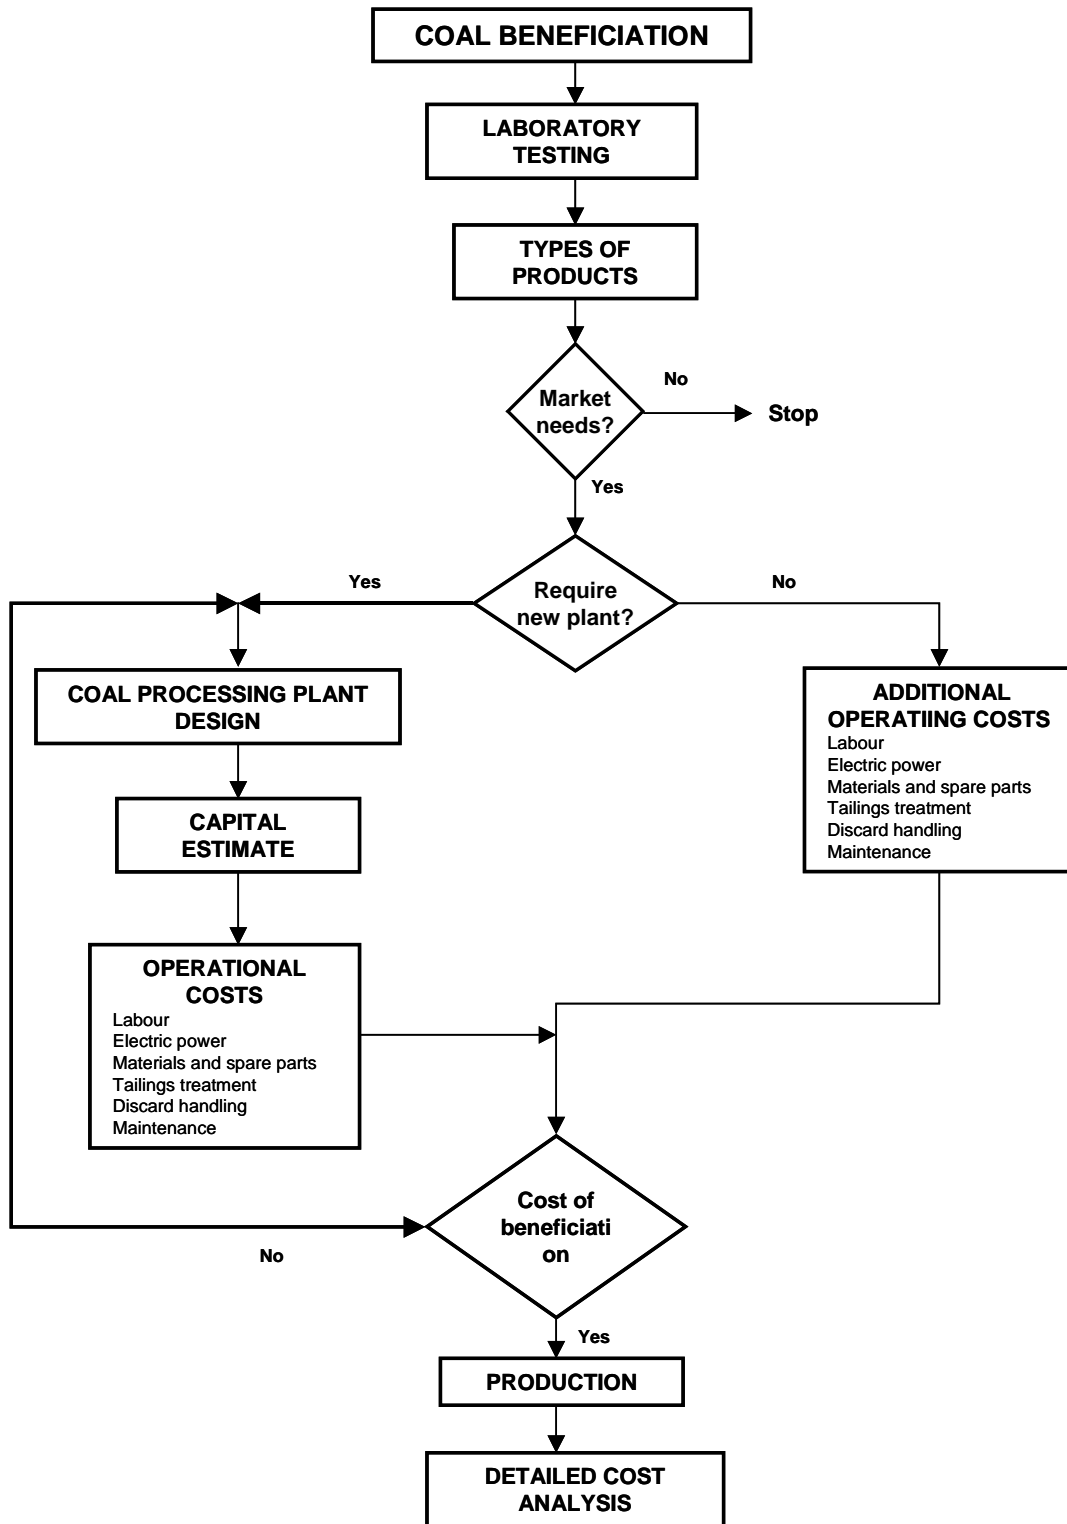 COAL BENEFICIATION
LABORATORY
TESTING
TYPES OF
PRODUCTS
Market
needs?
No
Stop
Yes
Require
new plant?
Yes
No
COAL PROCESSING PLANT
DESIGN
ADDITIONAL
OPERATIING COSTS
Labour
Electric power
Materials and spare parts
Tailings treatment
Discard handling
Maintenance
CAPITAL
ESTIMATE
OPERATIONAL
COSTS
Labour
Electric power
Materials and spare parts
Tailings treatment
Discard handling
Maintenance
Cost of
beneficiati
on
No
Yes
PRODUCTION
DETAILED COST
ANALYSIS